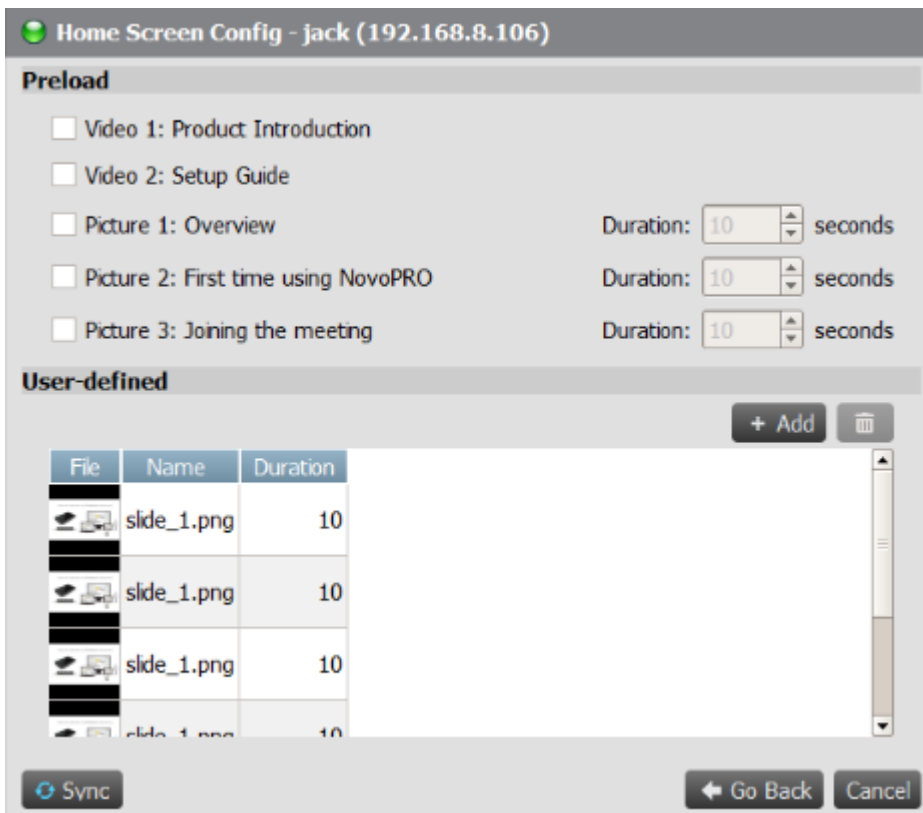 Home Screen Config - jack (192.168.8.106)
Preload
Video 1: Product Introduction
Video 2: Setup Guide
Picture 1: Overview Duration: 10 seconds
Picture 2: First time using NovoPRO Duration: 10 seconds
Picture 3: Joining the meeting Duration: 10 seconds
User-defined
+ Add
File Name Duration
slide_1.png 10
slide_1.png 10
slide_1.png 10
slide_1.png 10
Sync Go Back Cancel